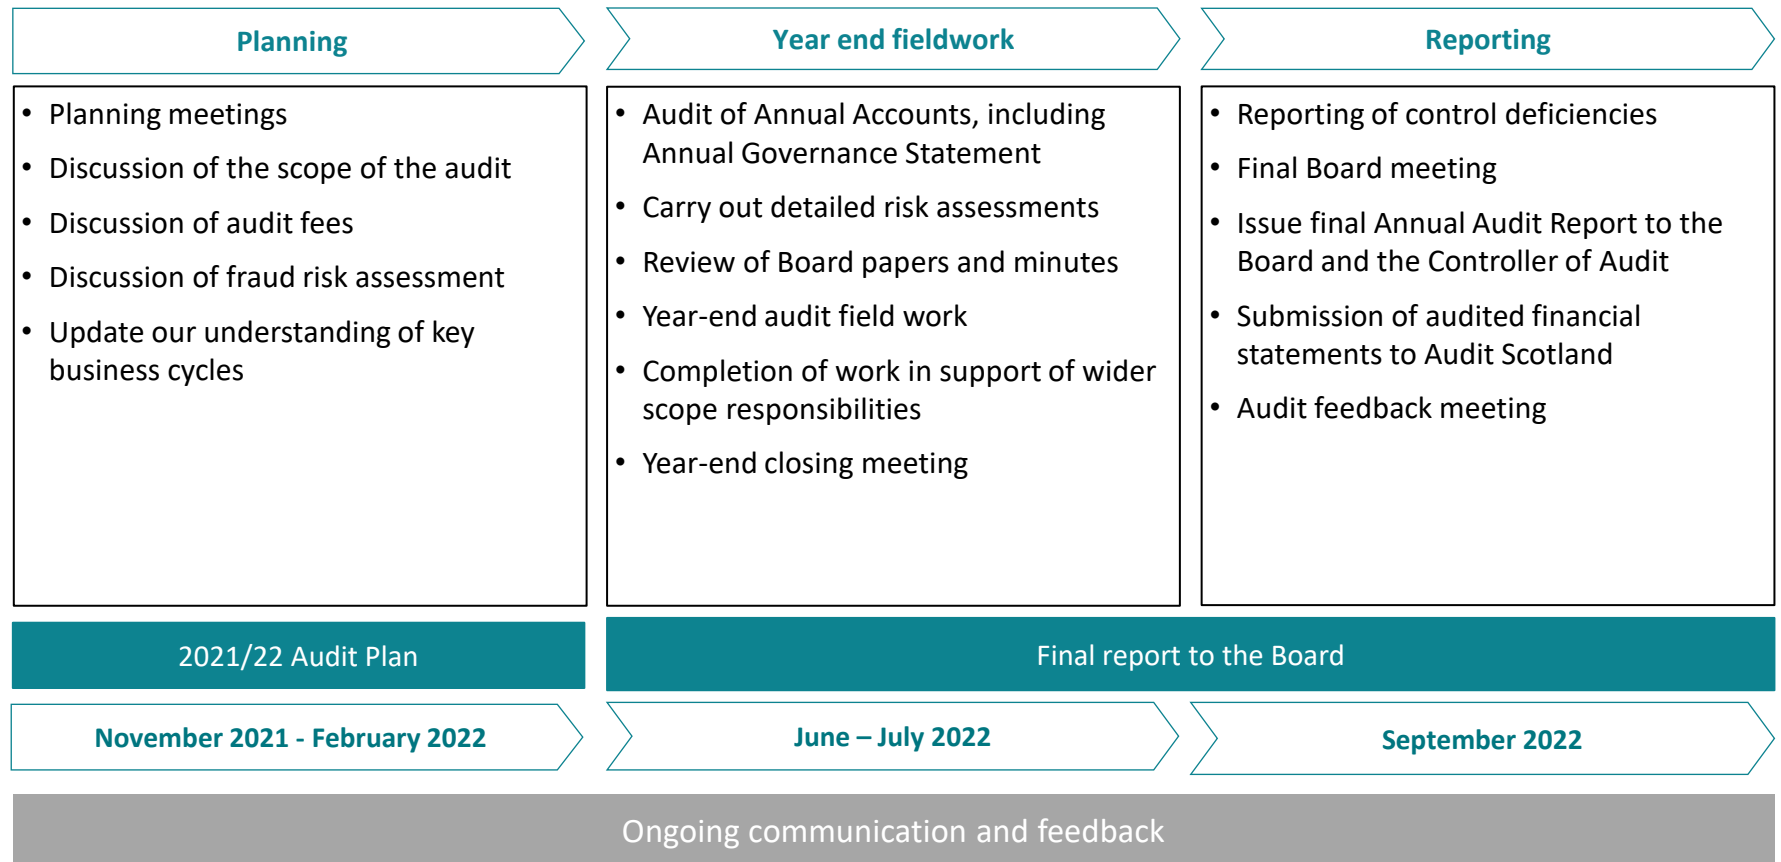 Planning
Year end fieldwork
Reporting
• Planning meetings
• Discussion of the scope of the audit
• Discussion of audit fees
• Discussion of fraud risk assessment
• Update our understanding of key
business cycles
• Audit of Annual Accounts, including
Annual Governance Statement
• Carry out detailed risk assessments
• Review of Board papers and minutes
• Year-end audit field work
• Completion of work in support of wider
scope responsibilities
• Year-end closing meeting
• Reporting of control deficiencies
• Final Board meeting
• Issue final Annual Audit Report to the
Board and the Controller of Audit
• Submission of audited financial
statements to Audit Scotland
• Audit feedback meeting
2021/22 Audit Plan
Final report to the Board
November 2021 - February 2022
June – July 2022
September 2022
Ongoing communication and feedback